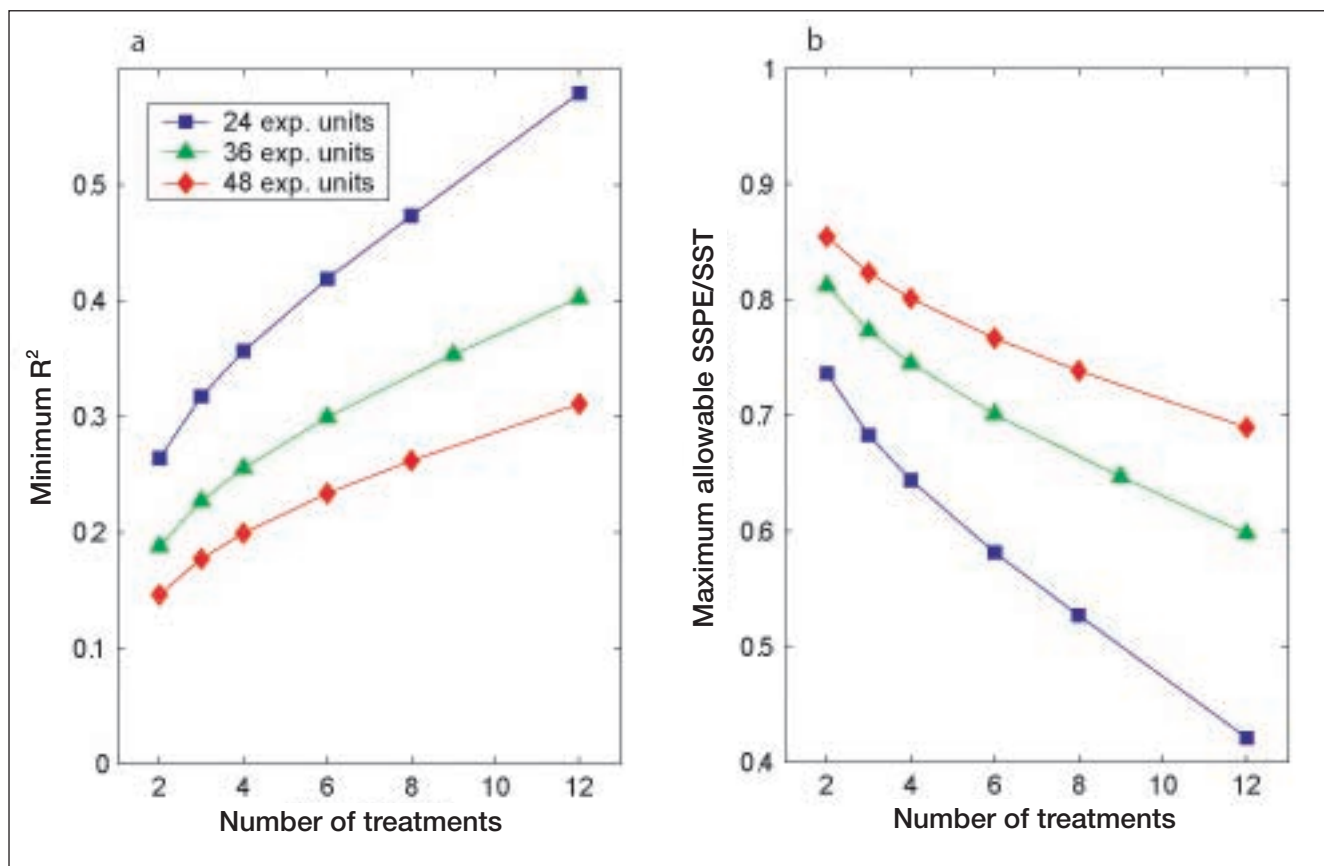 a
Minimum R²
0.5
0.4
0.3
0.2
0.1
0
24 exp. units
36 exp. units
48 exp. units
2 4 6 8 10 12
Number of treatments
b
Maximum allowable SSPE/SST
1
0.9
0.8
0.7
0.6
0.5
0.4
2 4 6 8 10 12
Number of treatments